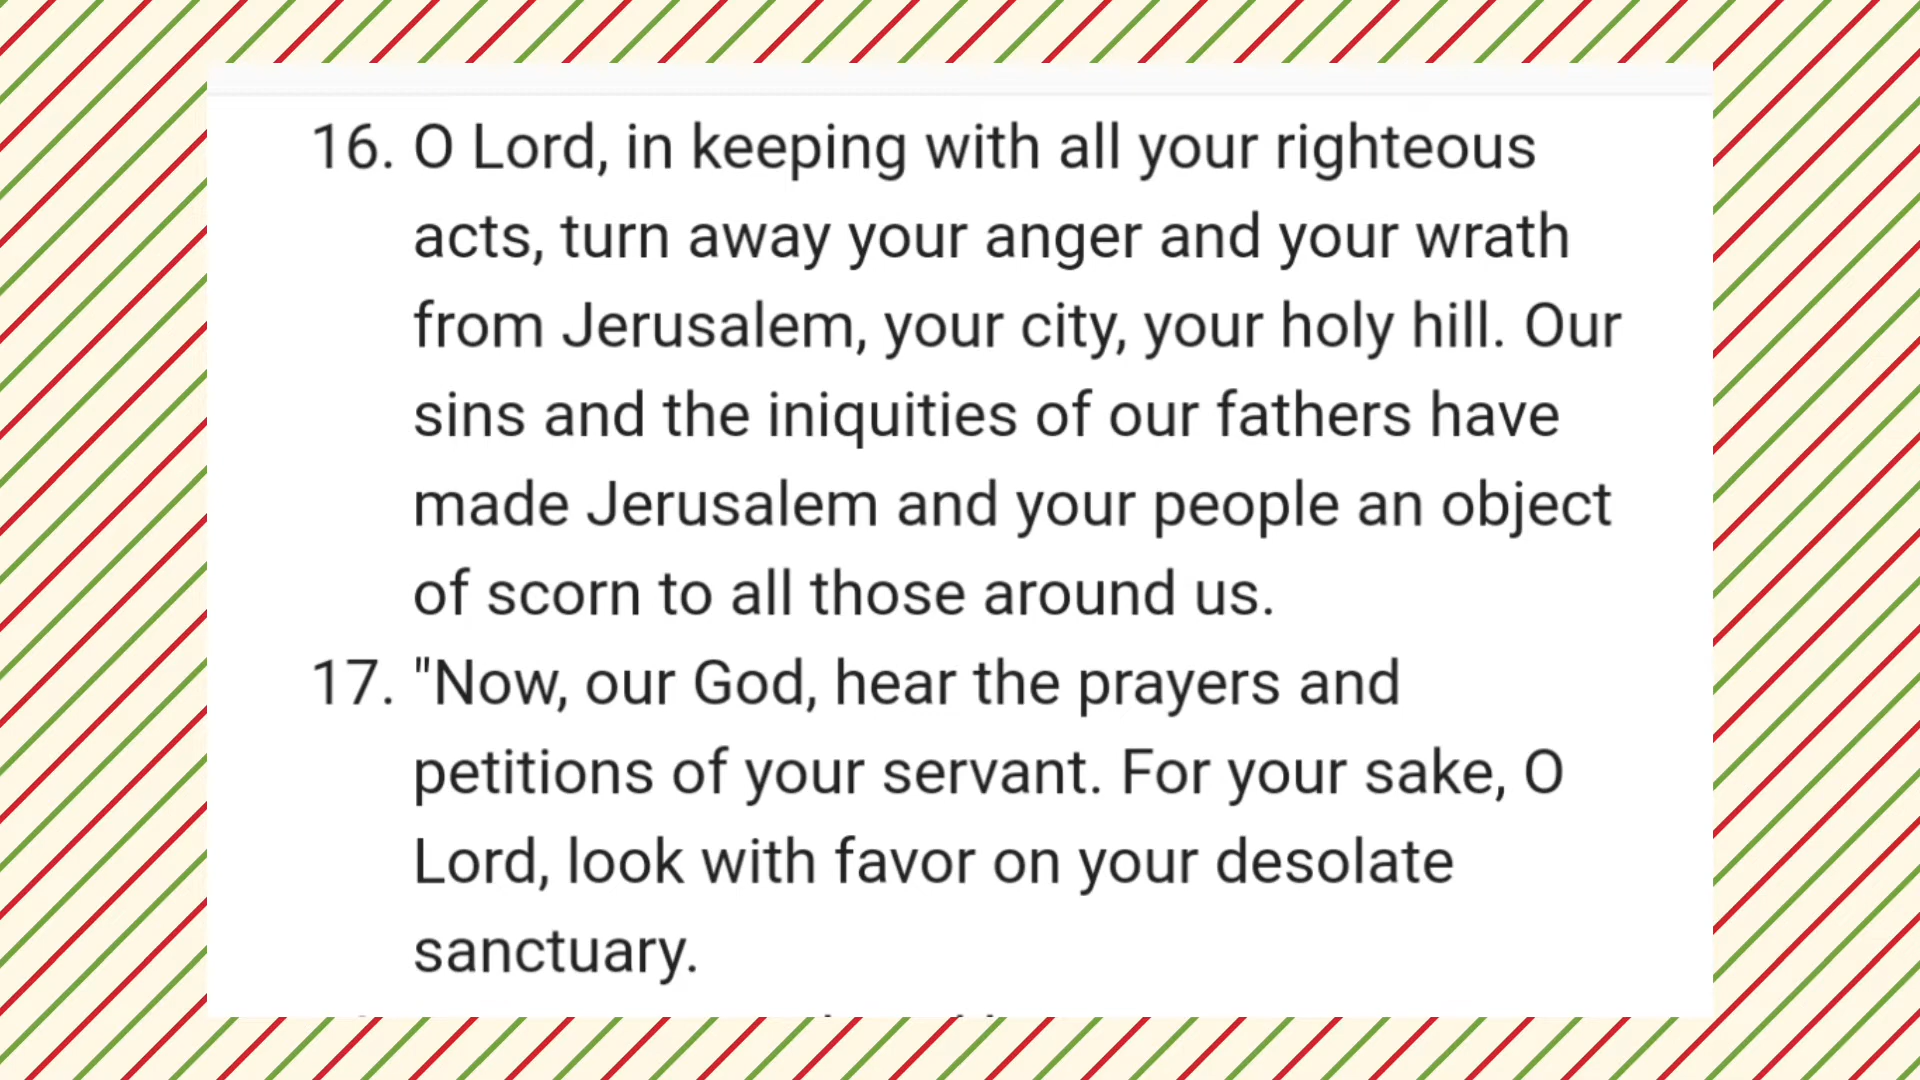 16. O Lord, in keeping with all your righteous
acts, turn away your anger and your wrath
from Jerusalem, your city, your holy hill. Our
sins and the iniquities of our fathers have
made Jerusalem and your people an object
of scorn to all those around us.
17. "Now, our God, hear the prayers and
petitions of your servant. For your sake, O
Lord, look with favor on your desolate
sanctuary.